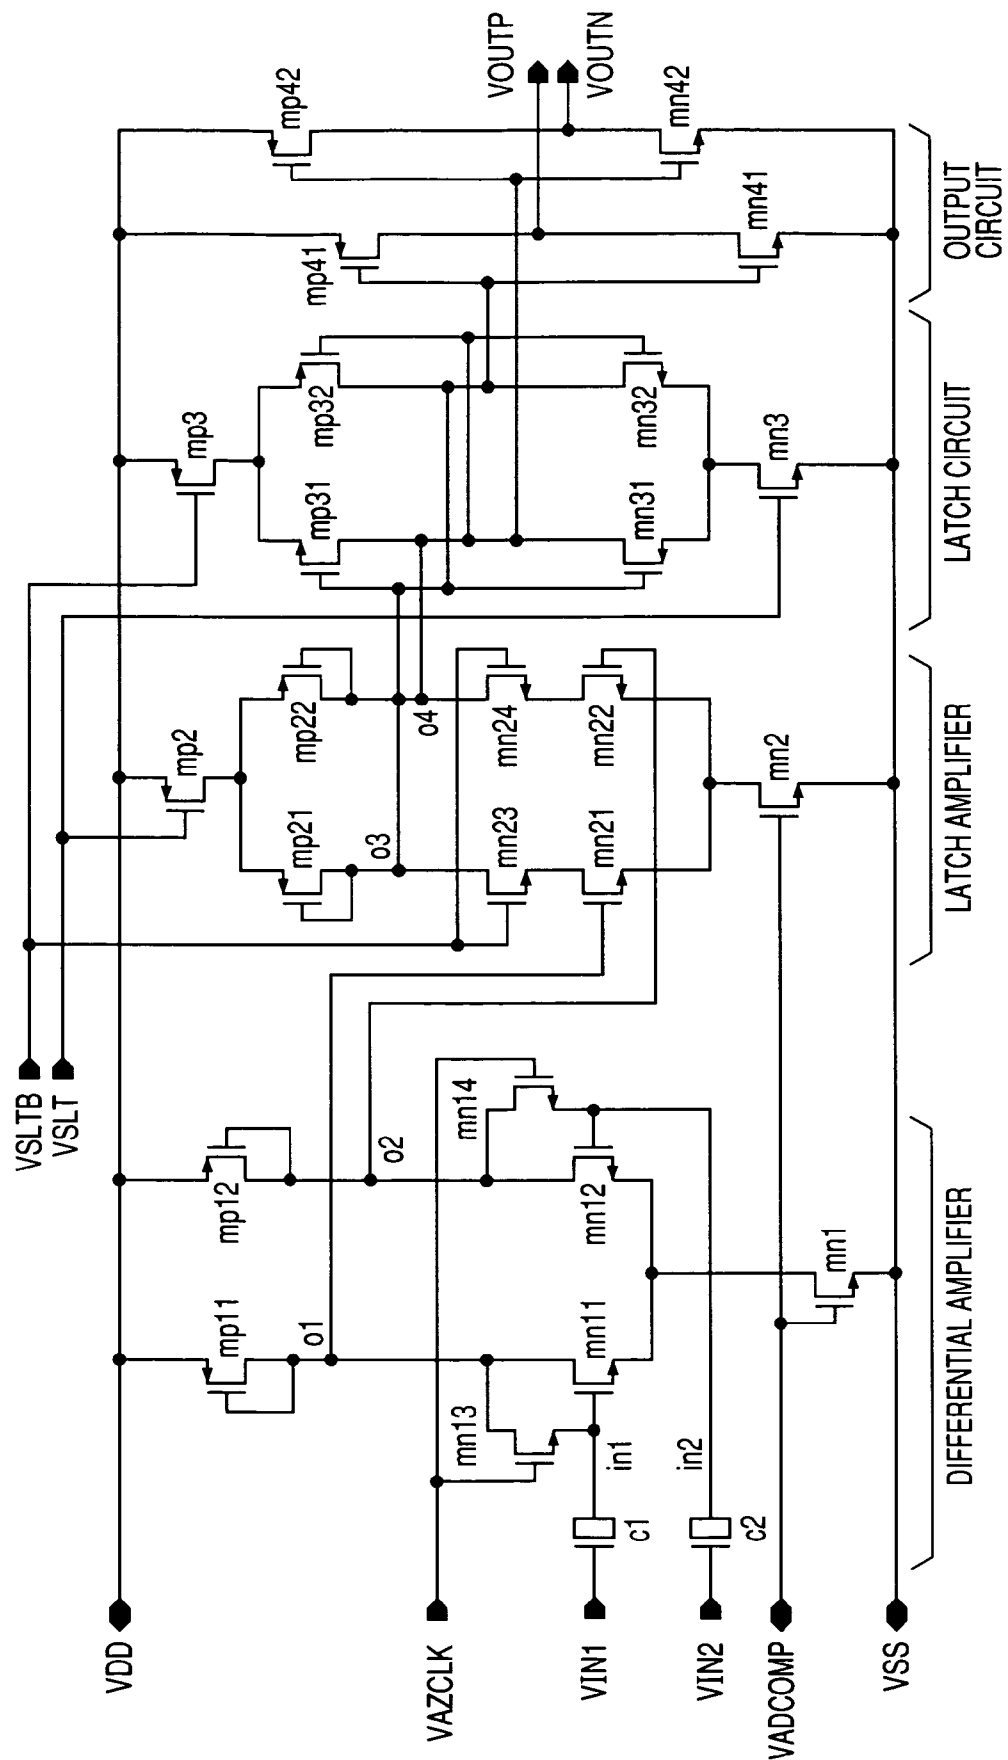 VDD
VAZCLK
VIN1
VIN2
VADCOMP
VSS
VSLTB
VSLT
mp11
mp12
o1
o2
mn13
mn14
in1
in2
c1
c2
mn11
mn12
mn1
DIFFERENTIAL AMPLIFIER
mp2
mp21
mp22
o3
o4
mn23
mn24
mn21
mn22
mn2
LATCH AMPLIFIER
mp3
mp31
mp32
mn31
mn32
mn3
LATCH CIRCUIT
mp41
mp42
mn41
mn42
VOUTP
VOUTN
OUTPUT
CIRCUIT